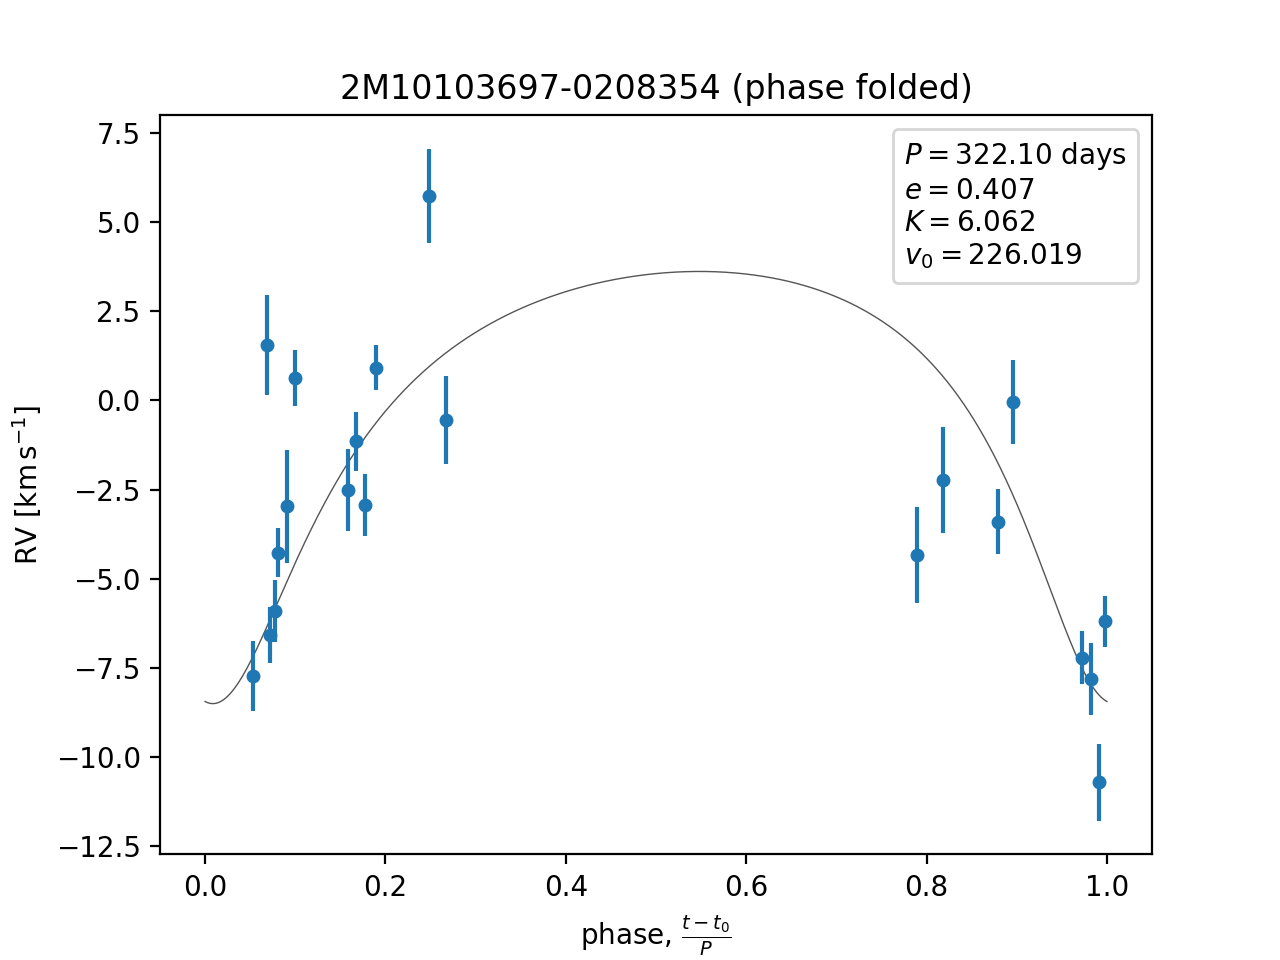 2M10103697-0208354 (phase folded)
P = 322.10 days
e = 0.407
K = 6.062
v₀ = 226.019
RV [km s⁻¹]
7.5
5.0
2.5
0.0
−2.5
−5.0
−7.5
−10.0
−12.5
0.0 0.2 0.4 0.6 0.8 1.0
phase, (t − t₀)/P